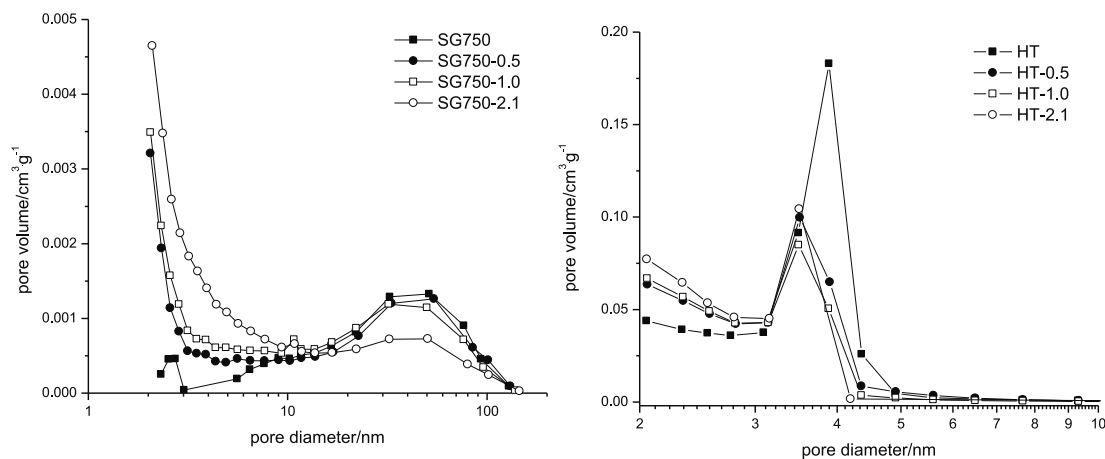 0.005
0.004
0.003
0.002
0.001
0.000
pore volume/cm³·g⁻¹
SG750
SG750-0.5
SG750-1.0
SG750-2.1
1 10 100
pore diameter/nm
0.20
0.15
0.10
0.05
0.00
pore volume/cm³·g⁻¹
HT
HT-0.5
HT-1.0
HT-2.1
2 3 4 5 6 7 8 9 10
pore diameter/nm